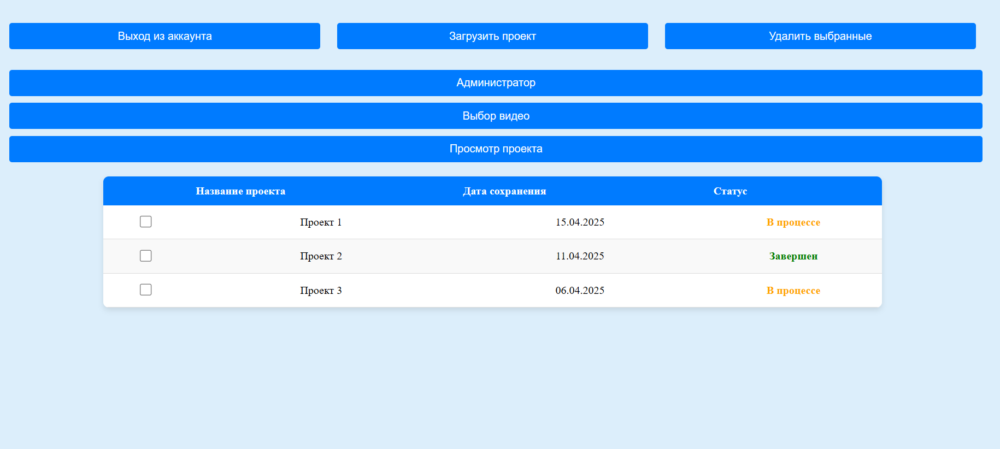 Выход из аккаунта Загрузить проект Удалить выбранные
Администратор
Выбор видео
Просмотр проекта
Название проекта Дата сохранения Статус
Проект 1 15.04.2025 В процессе
Проект 2 11.04.2025 Завершен
Проект 3 06.04.2025 В процессе